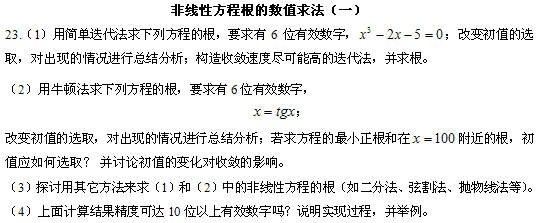 非线性方程根的数值求法（一）
23.（1）用简单迭代法求下列方程的根，要求有 6 位有效数字，x³ − 2x − 5 = 0；改变初值的选
取，对出现的情况进行总结分析；构造收敛速度尽可能高的迭代法，并求根。
（2）用牛顿法求下列方程的根，要求有 6 位有效数字，
x = tgx；
改变初值的选取，对出现的情况进行总结分析；若求方程的最小正根和在 x = 100 附近的根，初
值应如何选取？ 并讨论初值的变化对收敛的影响。
（3）探讨用其它方法来求（1）和（2）中的非线性方程的根（如二分法、弦割法、抛物线法等）。
（4）上面计算结果精度可达 10 位以上有效数字吗？说明实现过程，并举例。